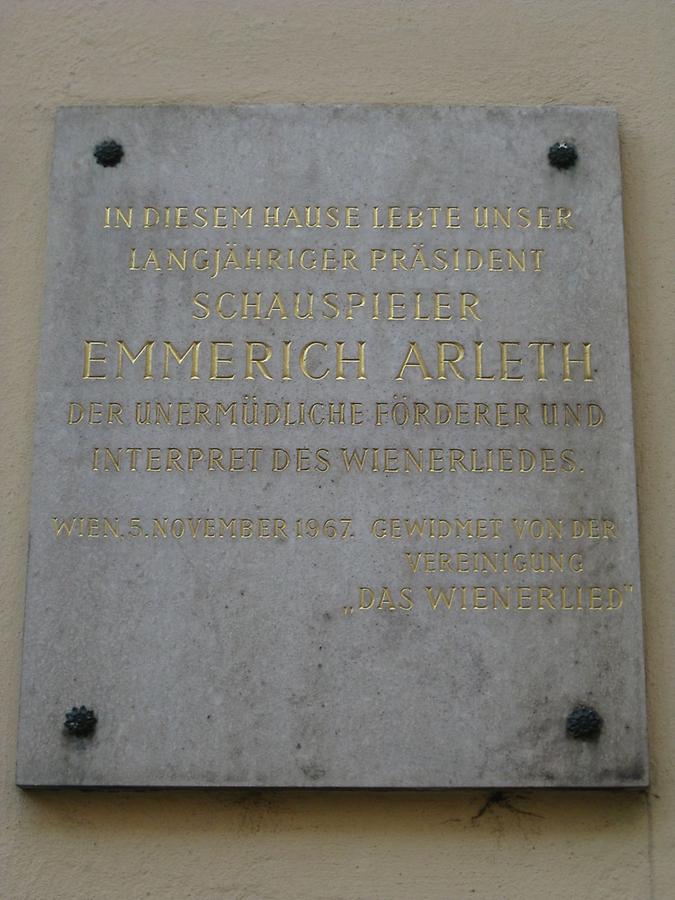 IN DIESEM HAUSE LEBTE UNSER
LANGJÄHRIGER PRÄSIDENT
SCHAUSPIELER
EMMERICH ARLETH
DER UNERMÜDLICHE FÖRDERER UND
INTERPRET DES WIENERLIEDES.
WIEN, 5. NOVEMBER 1967. GEWIDMET VON DER
VEREINIGUNG
„DAS WIENERLIED"